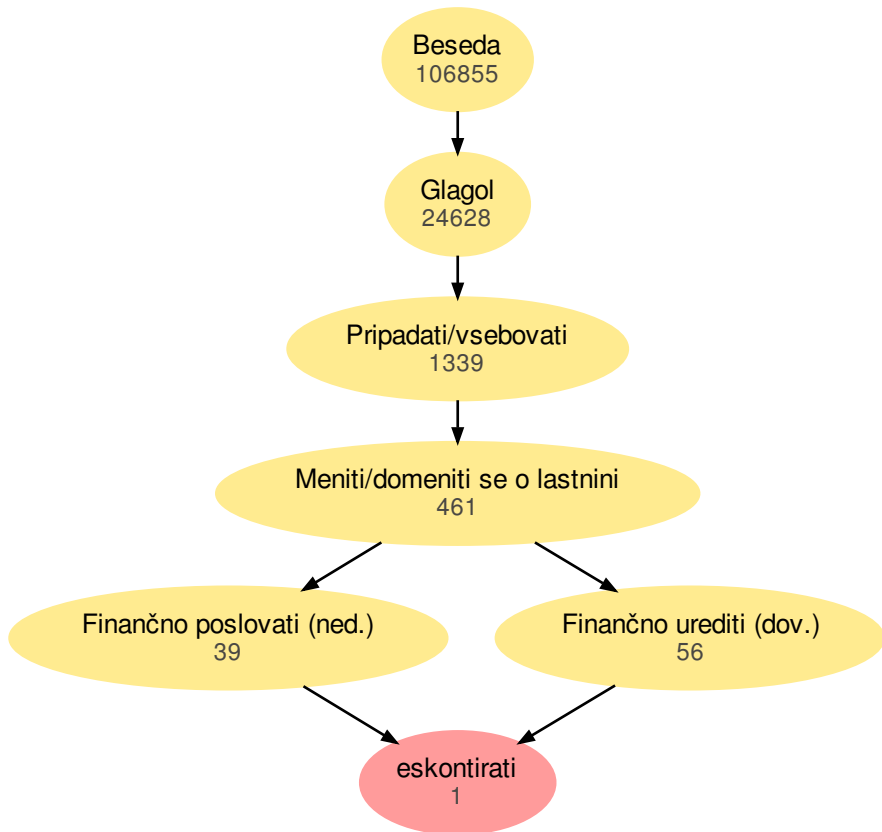 Beseda
106855
Glagol
24628
Pripadati/vsebovati
1339
Meniti/domeniti se o lastnini
461
Finančno poslovati (ned.)
39
Finančno urediti (dov.)
56
eskontirati
1